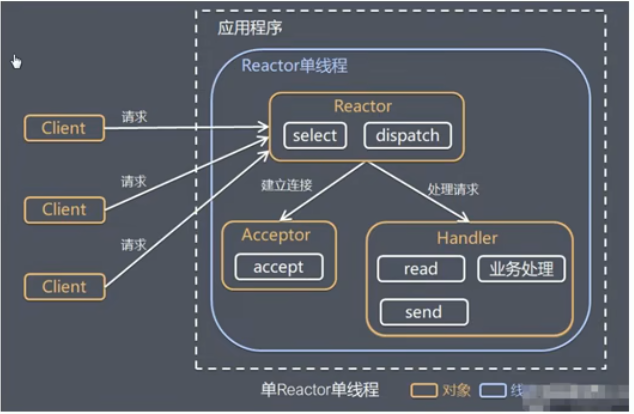 应用程序
Reactor单线程
Reactor
select
dispatch
Client
请求
Client
请求
Client
请求
建立连接
处理请求
Acceptor
accept
Handler
read
业务处理
send
单Reactor单线程
对象
线